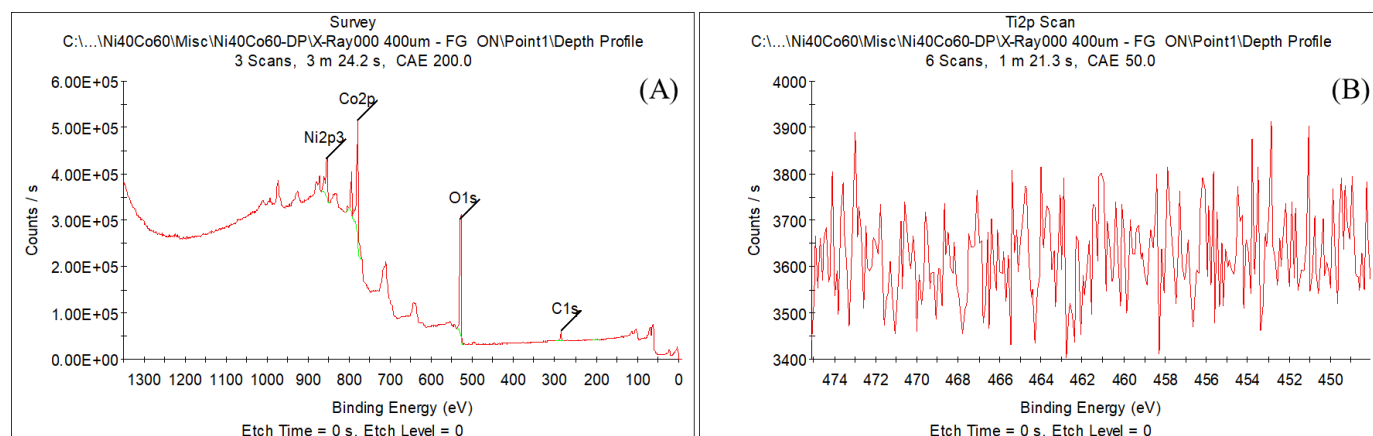 Survey
C:\...\Ni40Co60\Misc\Ni40Co60-DP\X-Ray000 400um - FG ON\Point1\Depth Profile
3 Scans, 3 m 24.2 s, CAE 200.0
(A)
6.00E+05
5.00E+05
4.00E+05
3.00E+05
2.00E+05
1.00E+05
0.00E+00
Counts / s
Co2p
Ni2p3
O1s
C1s
1300 1200 1100 1000 900 800 700 600 500 400 300 200 100 0
Binding Energy (eV)
Etch Time = 0 s, Etch Level = 0
Ti2p Scan
C:\...\Ni40Co60\Misc\Ni40Co60-DP\X-Ray000 400um - FG ON\Point1\Depth Profile
6 Scans, 1 m 21.3 s, CAE 50.0
(B)
4000
3900
3800
3700
3600
3500
3400
Counts / s
474 472 470 468 466 464 462 460 458 456 454 452 450
Binding Energy (eV)
Etch Time = 0 s, Etch Level = 0